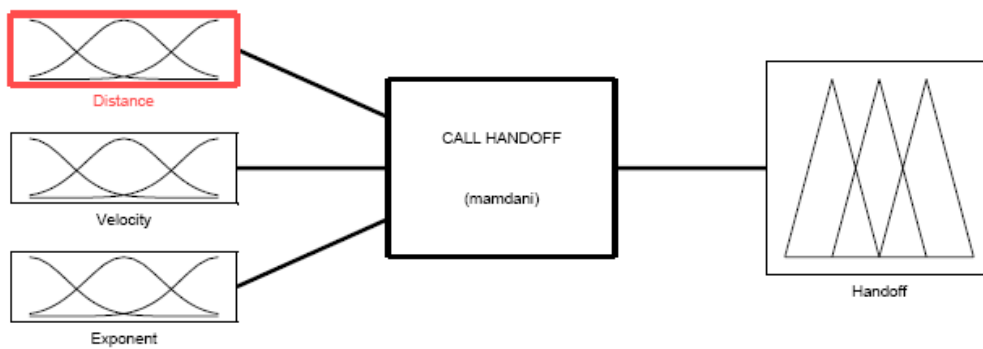 Distance
CALL HANDOFF
(mamdani)
Velocity
Handoff
Exponent